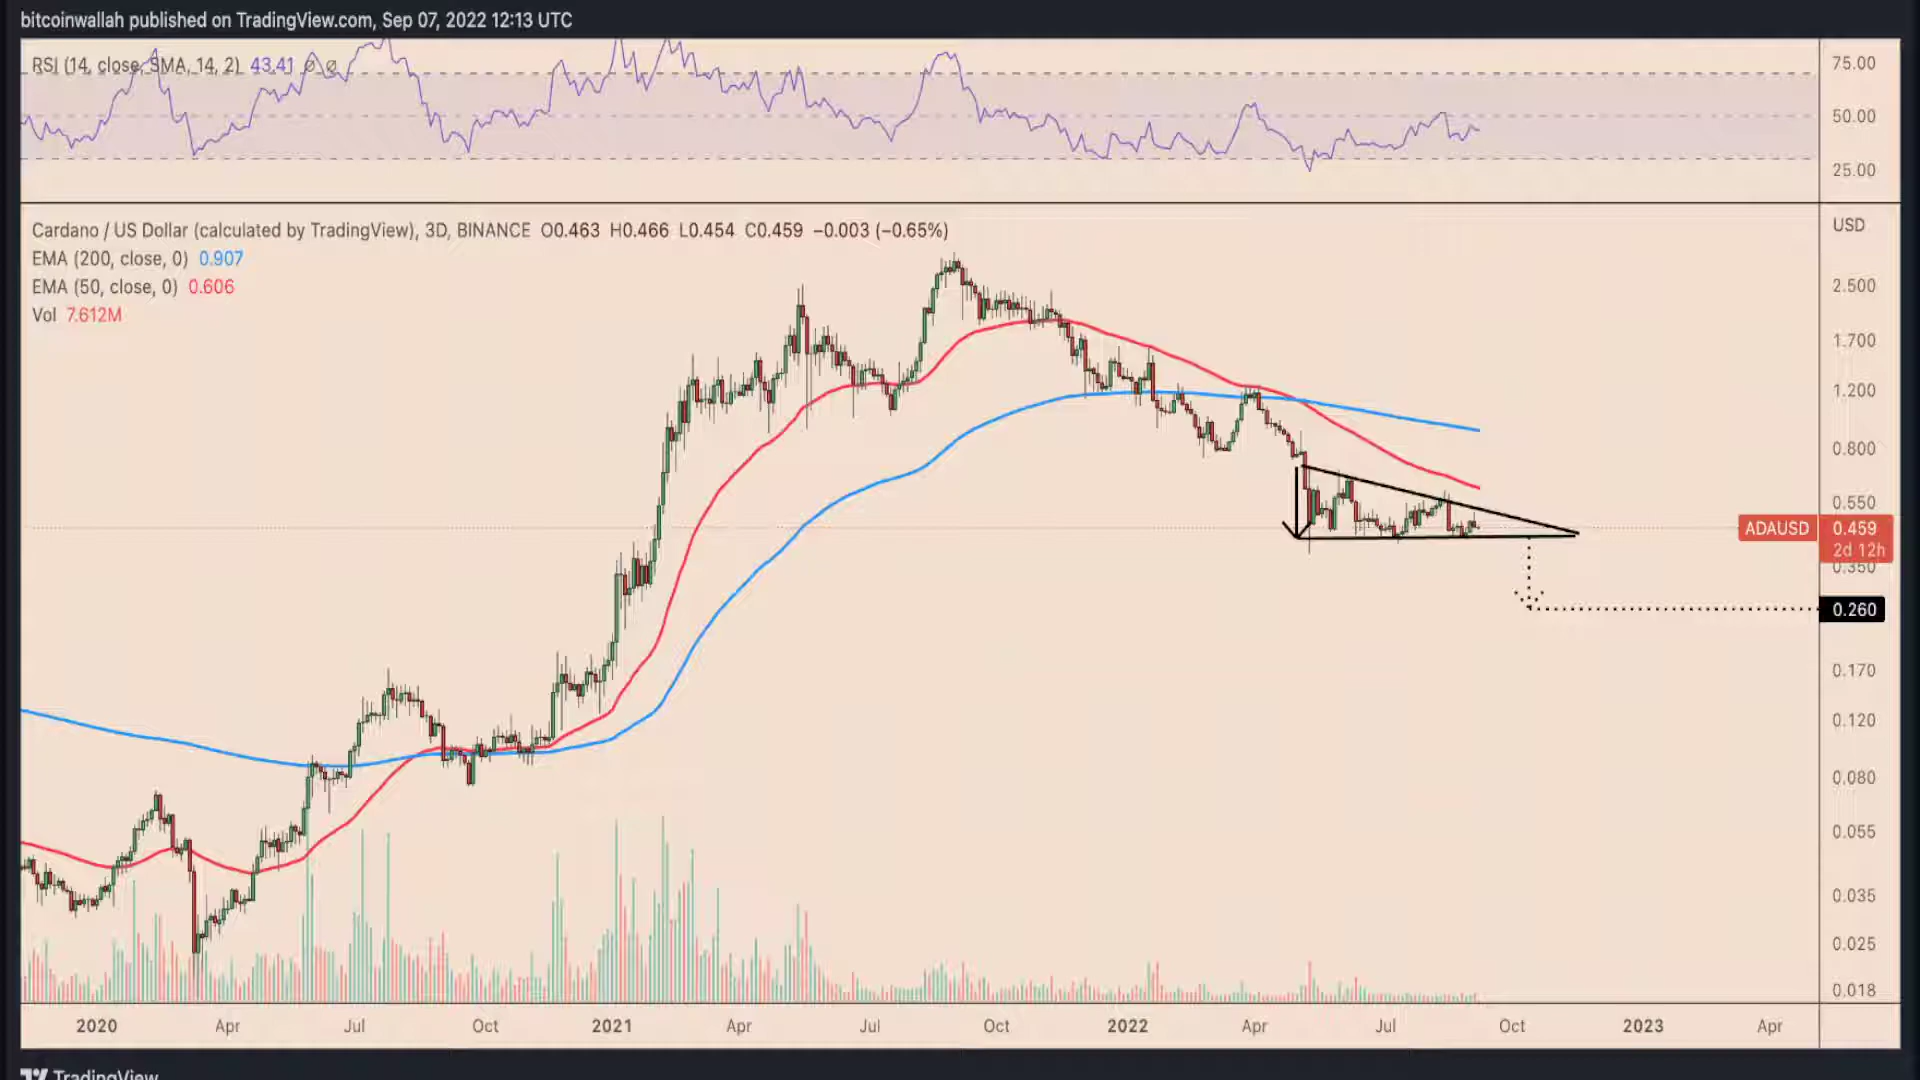 bitcoinwallah published on TradingView.com, Sep 07, 2022 12:13 UTC
RSI (14, close, SMA, 14, 2) 43.41 ∅ ∅
75.00
50.00
25.00
Cardano / US Dollar (calculated by TradingView), 3D, BINANCE O0.463 H0.466 L0.454 C0.459 −0.003 (−0.65%)
USD
EMA (200, close, 0) 0.907
EMA (50, close, 0) 0.606
Vol 7.612M
2.500
1.700
1.200
0.800
0.550
ADAUSD 0.459
2d 12h
0.350
0.260
0.170
0.120
0.080
0.055
0.035
0.025
0.018
2020 Apr Jul Oct 2021 Apr Jul Oct 2022 Apr Jul Oct 2023 Apr
TradingView